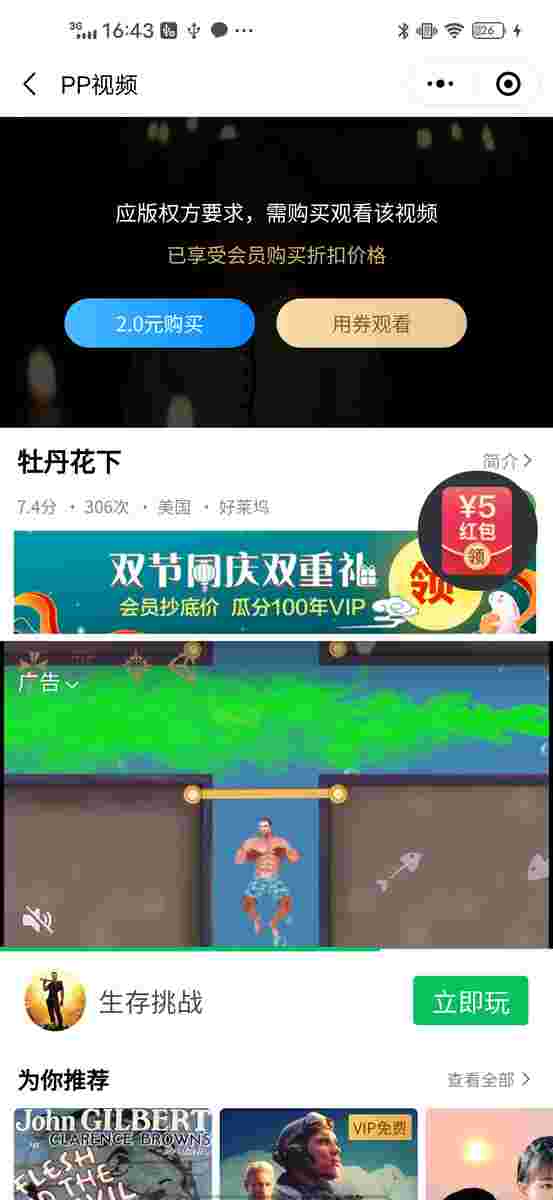 3G 16:43 26
PP视频
应版权方要求，需购买观看该视频
已享受会员购买折扣价格
2.0元购买
用券观看
牡丹花下
简介
7.4分 · 306次 · 美国 · 好莱坞
¥5
红包
领
双节同庆双重礼
会员抄底价 瓜分100年VIP
领
广告
生存挑战
立即玩
为你推荐
查看全部
John GILBERT
CLARENCE BROWN'S
FLESH
AND THE
VIP免费